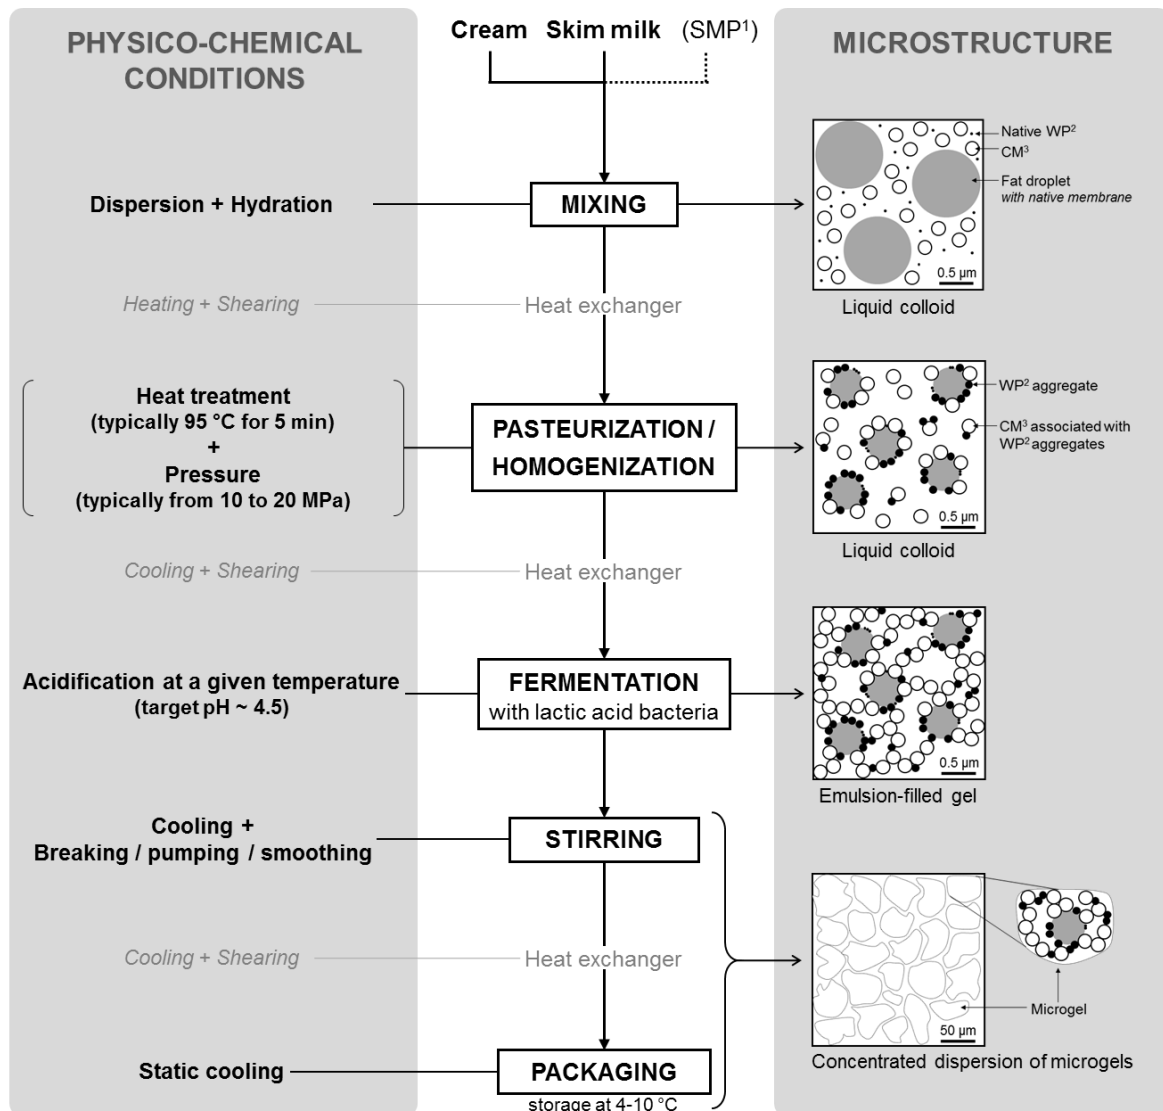 PHYSICO-CHEMICAL
CONDITIONS
Cream Skim milk (SMP¹)
MICROSTRUCTURE
Native WP²
CM³
Fat droplet
with native membrane
0.5 µm
Liquid colloid
Dispersion + Hydration
MIXING
Heating + Shearing
Heat exchanger
Heat treatment
(typically 95 °C for 5 min)
+
Pressure
(typically from 10 to 20 MPa)
PASTEURIZATION /
HOMOGENIZATION
WP² aggregate
CM³ associated with
WP² aggregates
0.5 µm
Liquid colloid
Cooling + Shearing
Heat exchanger
Acidification at a given temperature
(target pH ~ 4.5)
FERMENTATION
with lactic acid bacteria
0.5 µm
Emulsion-filled gel
Cooling +
Breaking / pumping / smoothing
STIRRING
Cooling + Shearing
Heat exchanger
Microgel
50 µm
Concentrated dispersion of microgels
Static cooling
PACKAGING
storage at 4-10 °C